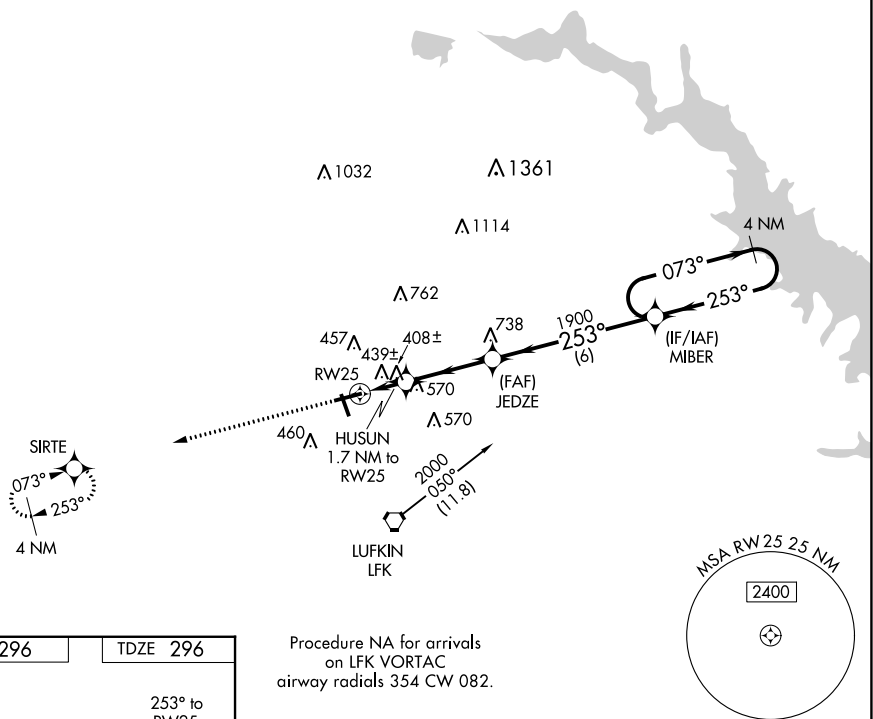 1032
1361
1114
4 NM
073°
253°
762
738
1900
253°
(6)
(IF/IAF)
MIBER
457
408±
439±
RW25
570
(FAF)
JEDZE
570
460
HUSUN
1.7 NM to
RW25
SIRTE
073°
253°
4 NM
2000
050°
(11.8)
LUFKIN
LFK
MSA RW25 25 NM
2400
296
TDZE 296
Procedure NA for arrivals
on LFK VORTAC
airway radials 354 CW 082.
253° to
RW25